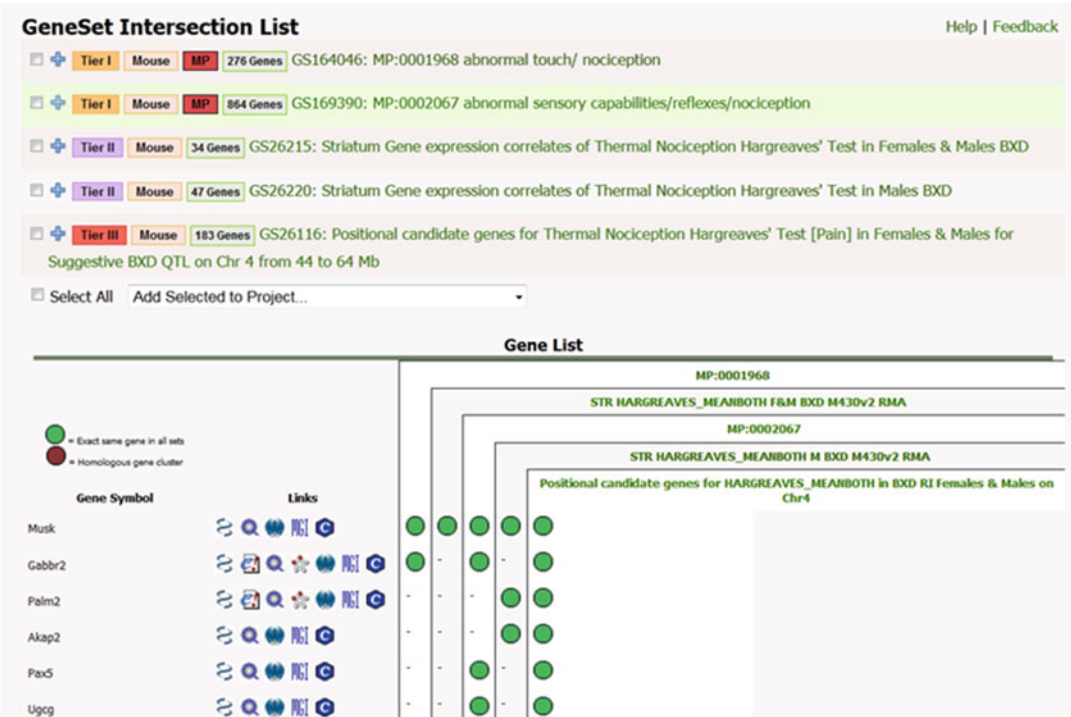 GeneSet Intersection List
Help | Feedback
Tier I Mouse MP 276 Genes GS164046: MP:0001968 abnormal touch/ nociception
Tier I Mouse MP 864 Genes GS169390: MP:0002067 abnormal sensory capabilities/reflexes/nociception
Tier II Mouse 34 Genes GS26215: Striatum Gene expression correlates of Thermal Nociception Hargreaves' Test in Females & Males BXD
Tier II Mouse 47 Genes GS26220: Striatum Gene expression correlates of Thermal Nociception Hargreaves' Test in Males BXD
Tier III Mouse 183 Genes GS26116: Positional candidate genes for Thermal Nociception Hargreaves' Test [Pain] in Females & Males for
Suggestive BXD QTL on Chr 4 from 44 to 64 Mb
Select All Add Selected to Project...
Gene List
MP:0001968
STR HARGREAVES_MEANBOTH F&M BXD M430v2 RMA
MP:0002067
STR HARGREAVES_MEANBOTH M BXD M430v2 RMA
Positional candidate genes for HARGREAVES_MEANBOTH in BXD RI Females & Males on
Chr4
= Exact same gene in all sets
= Homologous gene cluster
Gene Symbol Links
Musk MGI C
Gabbr2 MGI C - -
Palm2 MGI C - - -
Akap2 MGI C - - -
Pax5 MGI C - - -
Ugcg MGI C - - -